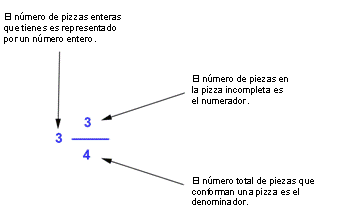 El número de pizzas enteras
que tienes es representado
por un número entero.
El número de piezas en
la pizza incompleta es
el numerador.
3
3
4
El número total de piezas que
conforman una pizza es el
denominador.